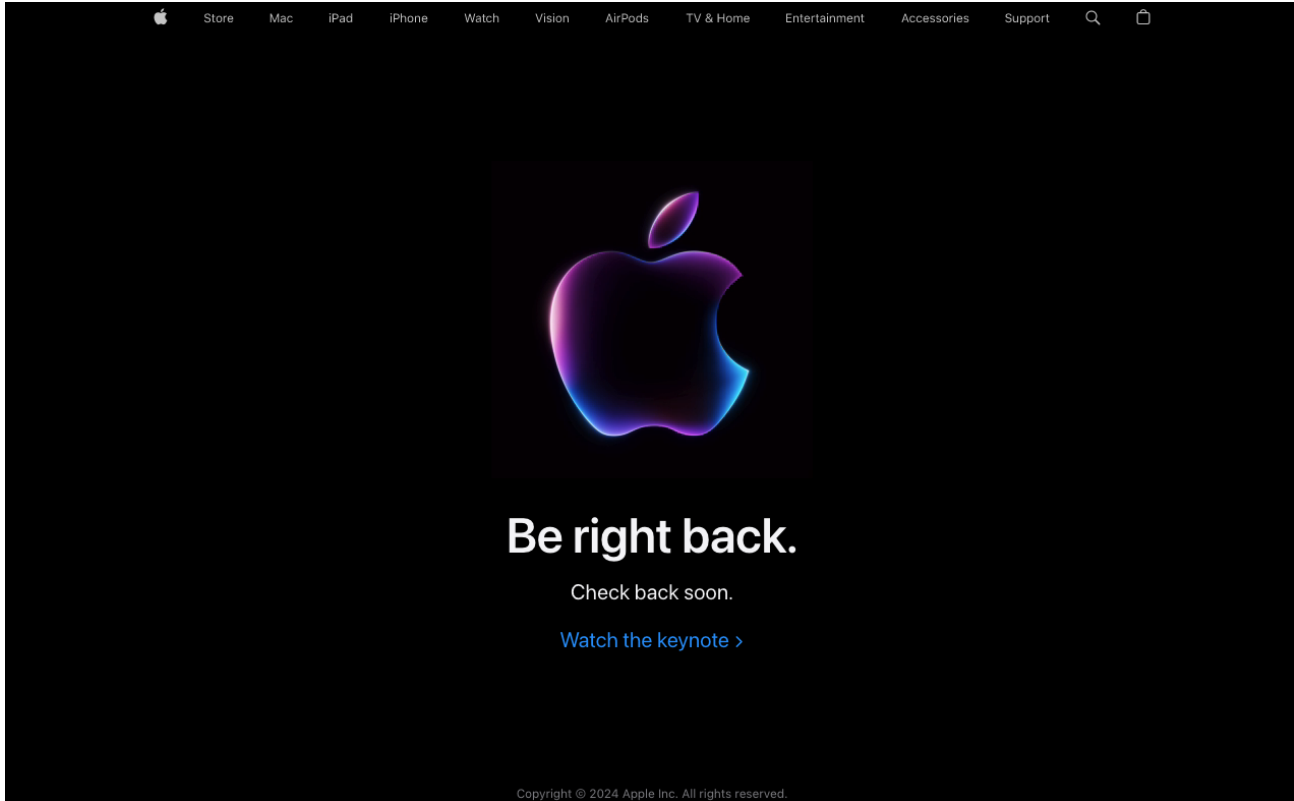 Store Mac iPad iPhone Watch Vision AirPods TV & Home Entertainment Accessories Support
Be right back.
Check back soon.
Watch the keynote >
Copyright © 2024 Apple Inc. All rights reserved.